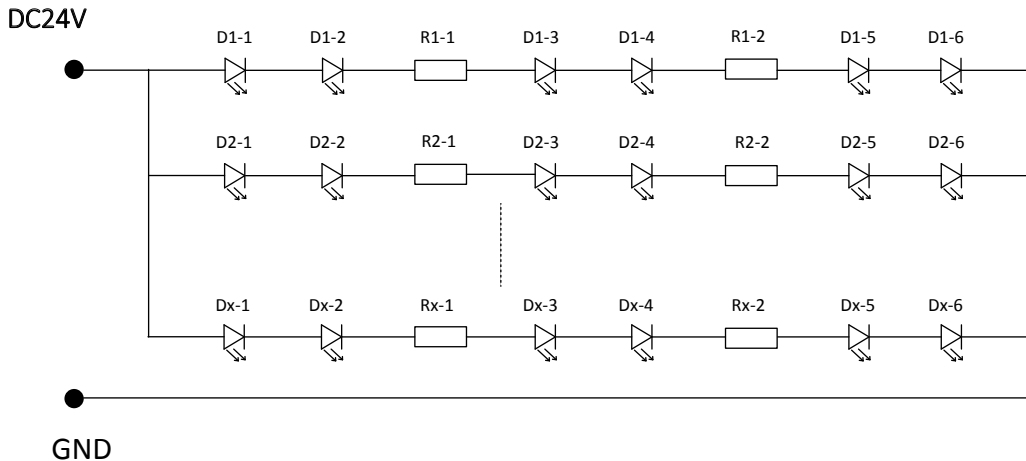 DC24V
D1-1 D1-2 R1-1 D1-3 D1-4 R1-2 D1-5 D1-6
D2-1 D2-2 R2-1 D2-3 D2-4 R2-2 D2-5 D2-6
Dx-1 Dx-2 Rx-1 Dx-3 Dx-4 Rx-2 Dx-5 Dx-6
GND